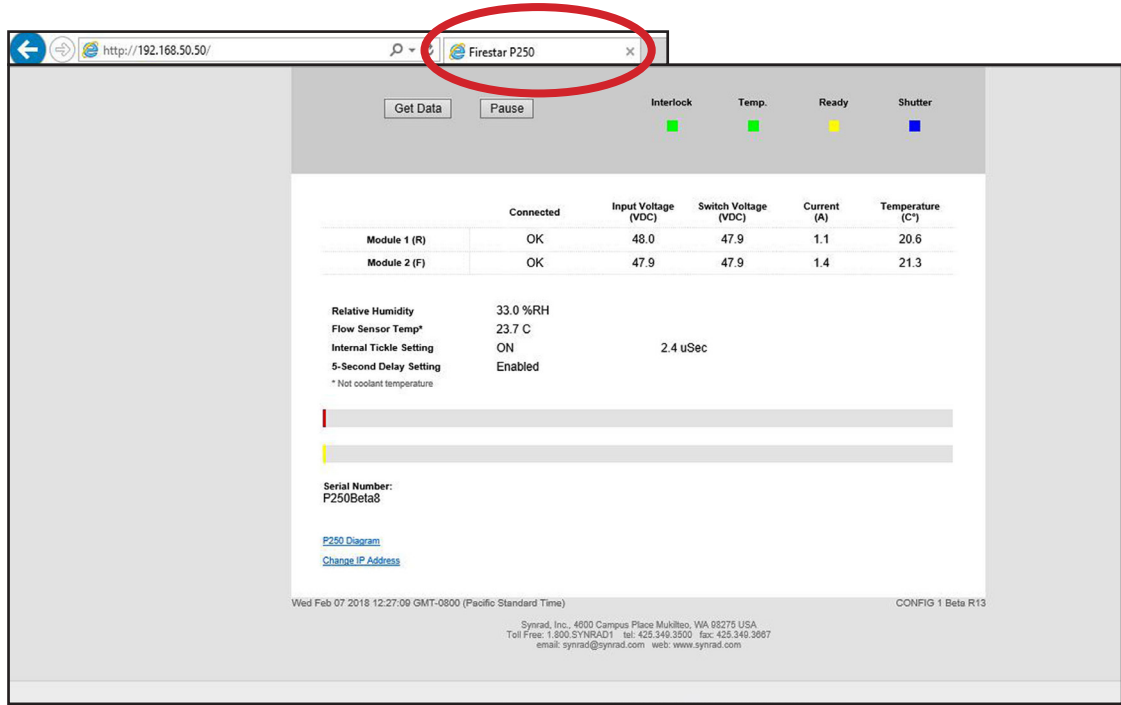 http://192.168.50.50/
Firestar P250
Get Data Pause Interlock Temp. Ready Shutter
Connected Input Voltage (VDC) Switch Voltage (VDC) Current (A) Temperature (C°)
Module 1 (R) OK 48.0 47.9 1.1 20.6
Module 2 (F) OK 47.9 47.9 1.4 21.3
Relative Humidity 33.0 %RH
Flow Sensor Temp* 23.7 C
Internal Tickle Setting ON 2.4 uSec
5-Second Delay Setting Enabled
* Not coolant temperature
Serial Number:
P250Beta8
P250 Diagram
Change IP Address
Wed Feb 07 2018 12:27:09 GMT-0800 (Pacific Standard Time) CONFIG 1 Beta R13
Synrad, Inc., 4600 Campus Place Mukilteo, WA 98275 USA
Toll Free: 1.800.SYNRAD1 tel: 425.349.3500 fax: 425.349.3667
email: synrad@synrad.com web: www.synrad.com